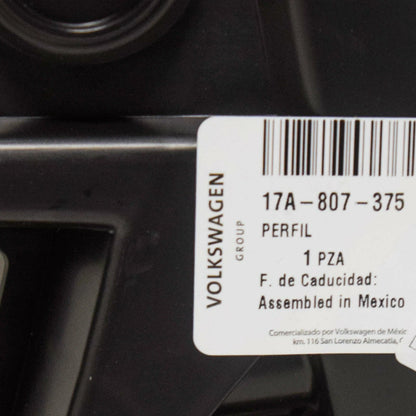 VOLKSWAGEN
GROUP
17A-807-375
PERFIL
1 PZA
F. de Caducidad:
Assembled in Mexico
Comercializado por Volkswagen de Méxic
km. 116 San Lorenzo Almecatla,